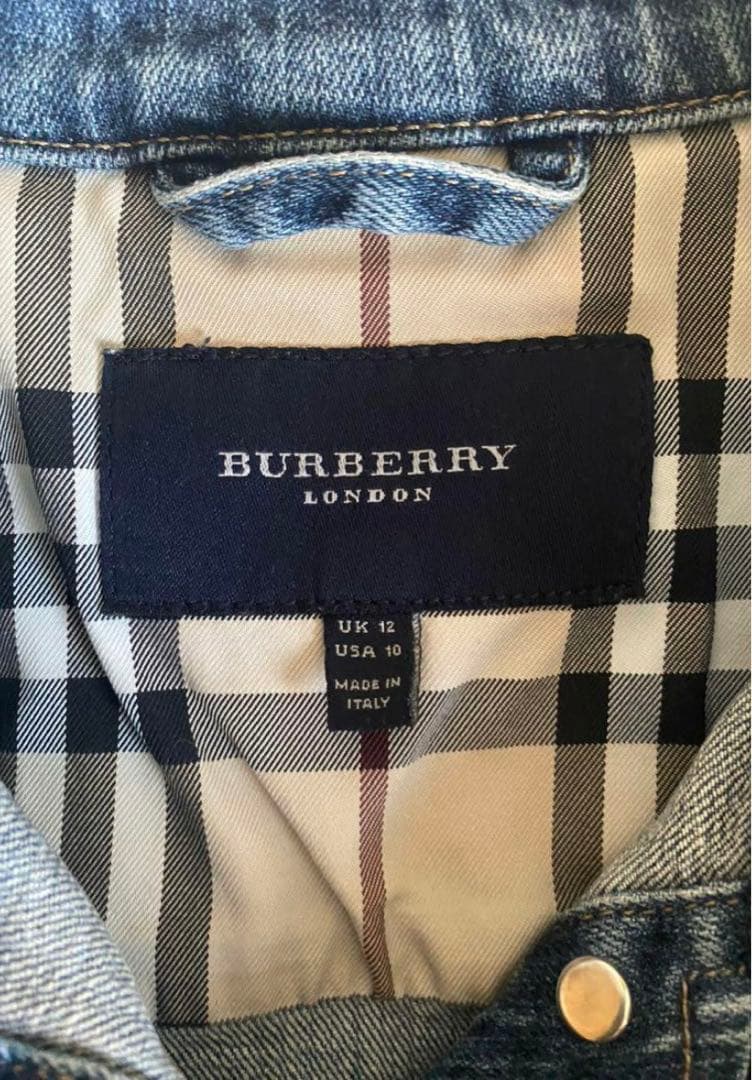 BURBERRY
LONDON
UK 12
USA 10
MADE IN
ITALY